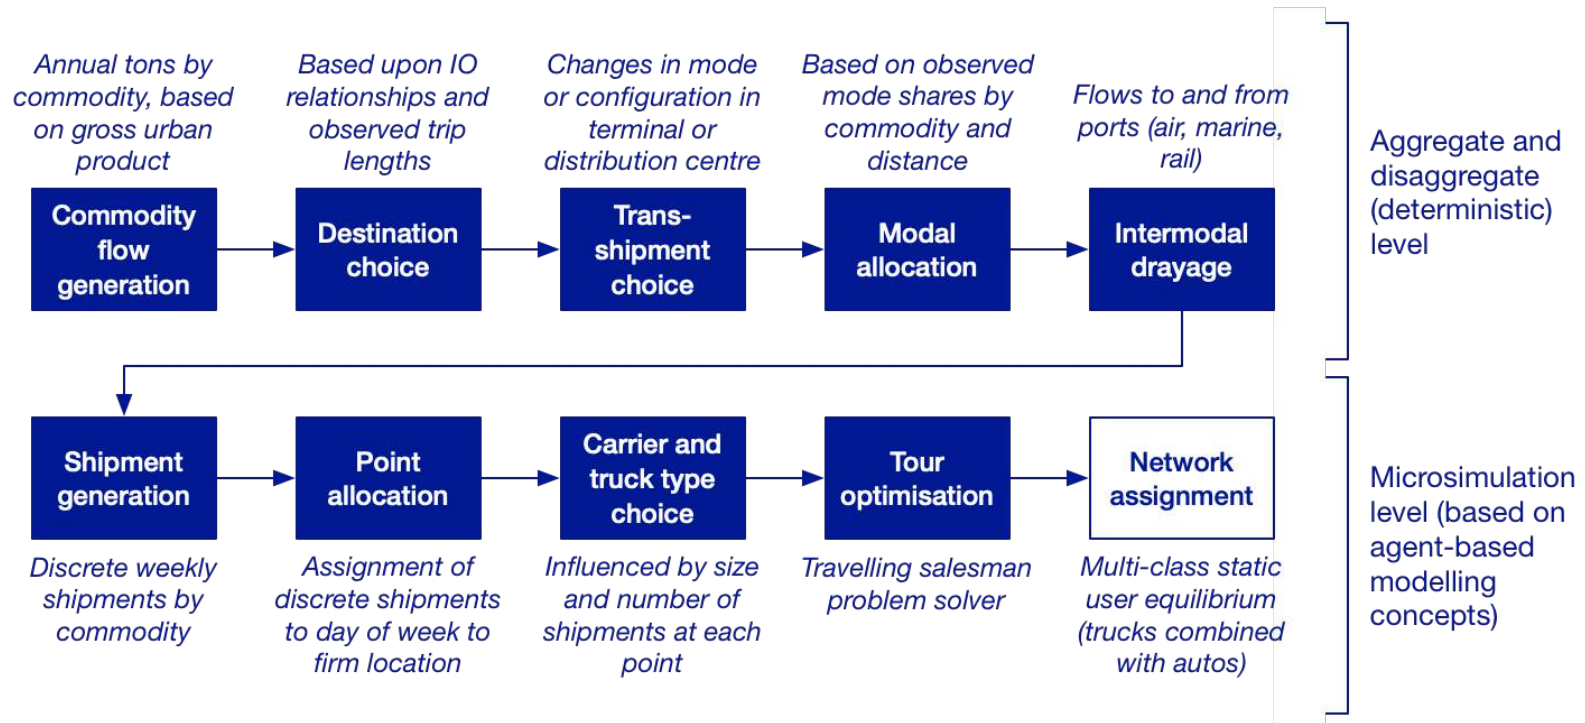 Annual tons by
commodity, based
on gross urban
product
Based upon IO
relationships and
observed trip
lengths
Changes in mode
or configuration in
terminal or
distribution centre
Based on observed
mode shares by
commodity and
distance
Flows to and from
ports (air, marine,
rail)
Commodity
flow
generation
Destination
choice
Trans-
shipment
choice
Modal
allocation
Intermodal
drayage
Aggregate and
disaggregate
(deterministic)
level
Shipment
generation
Point
allocation
Carrier and
truck type
choice
Tour
optimisation
Network
assignment
Discrete weekly
shipments by
commodity
Assignment of
discrete shipments
to day of week to
firm location
Influenced by size
and number of
shipments at each
point
Travelling salesman
problem solver
Multi-class static
user equilibrium
(trucks combined
with autos)
Microsimulation
level (based on
agent-based
modelling
concepts)